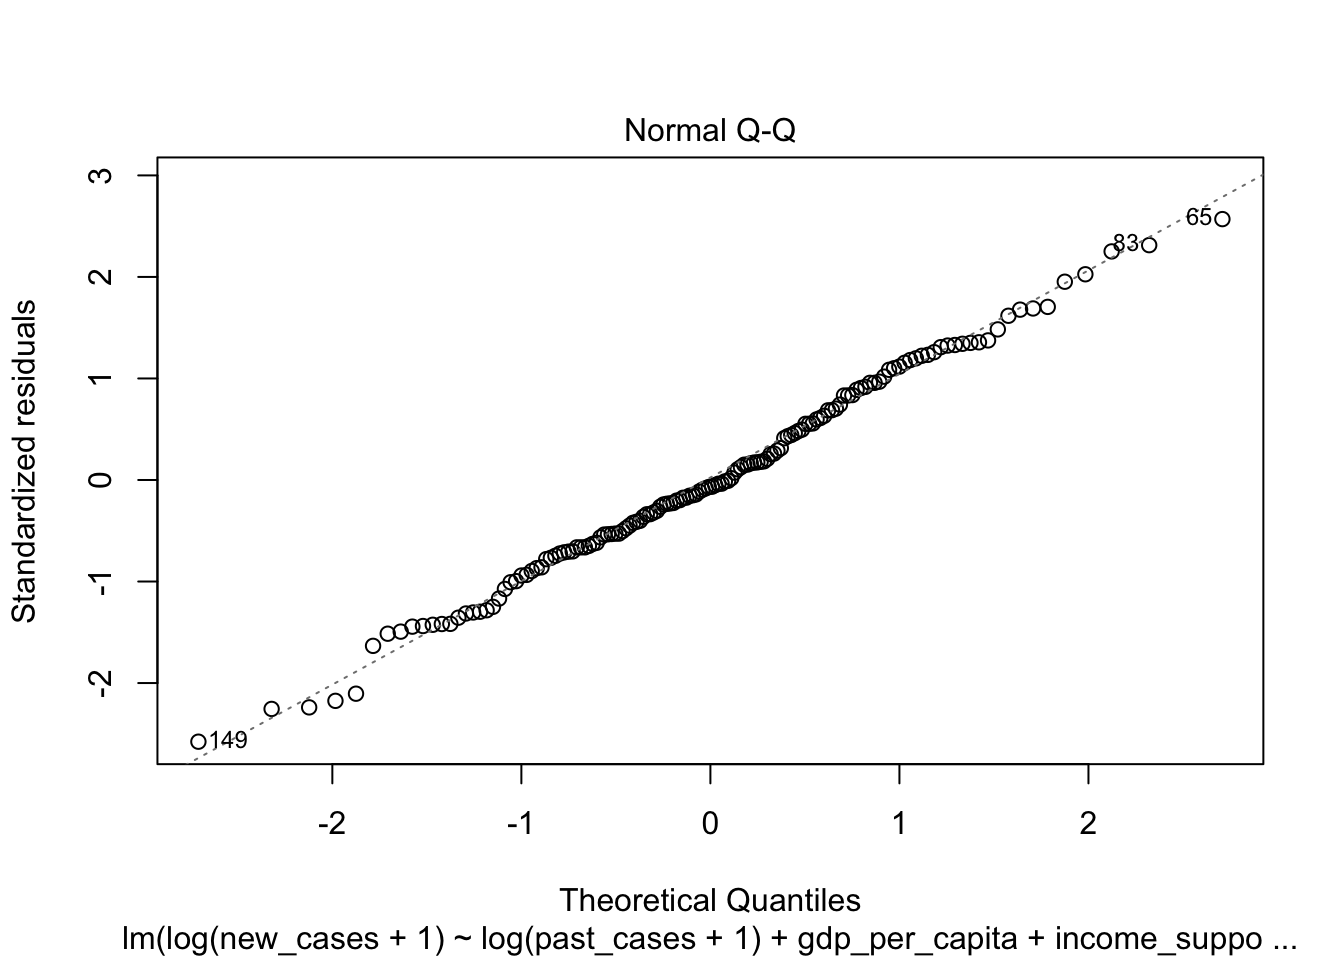 Normal Q-Q
3
2
1
0
-1
-2
Standardized residuals
65
83
149
-2 -1 0 1 2
Theoretical Quantiles
lm(log(new_cases + 1) ~ log(past_cases + 1) + gdp_per_capita + income_suppo ...